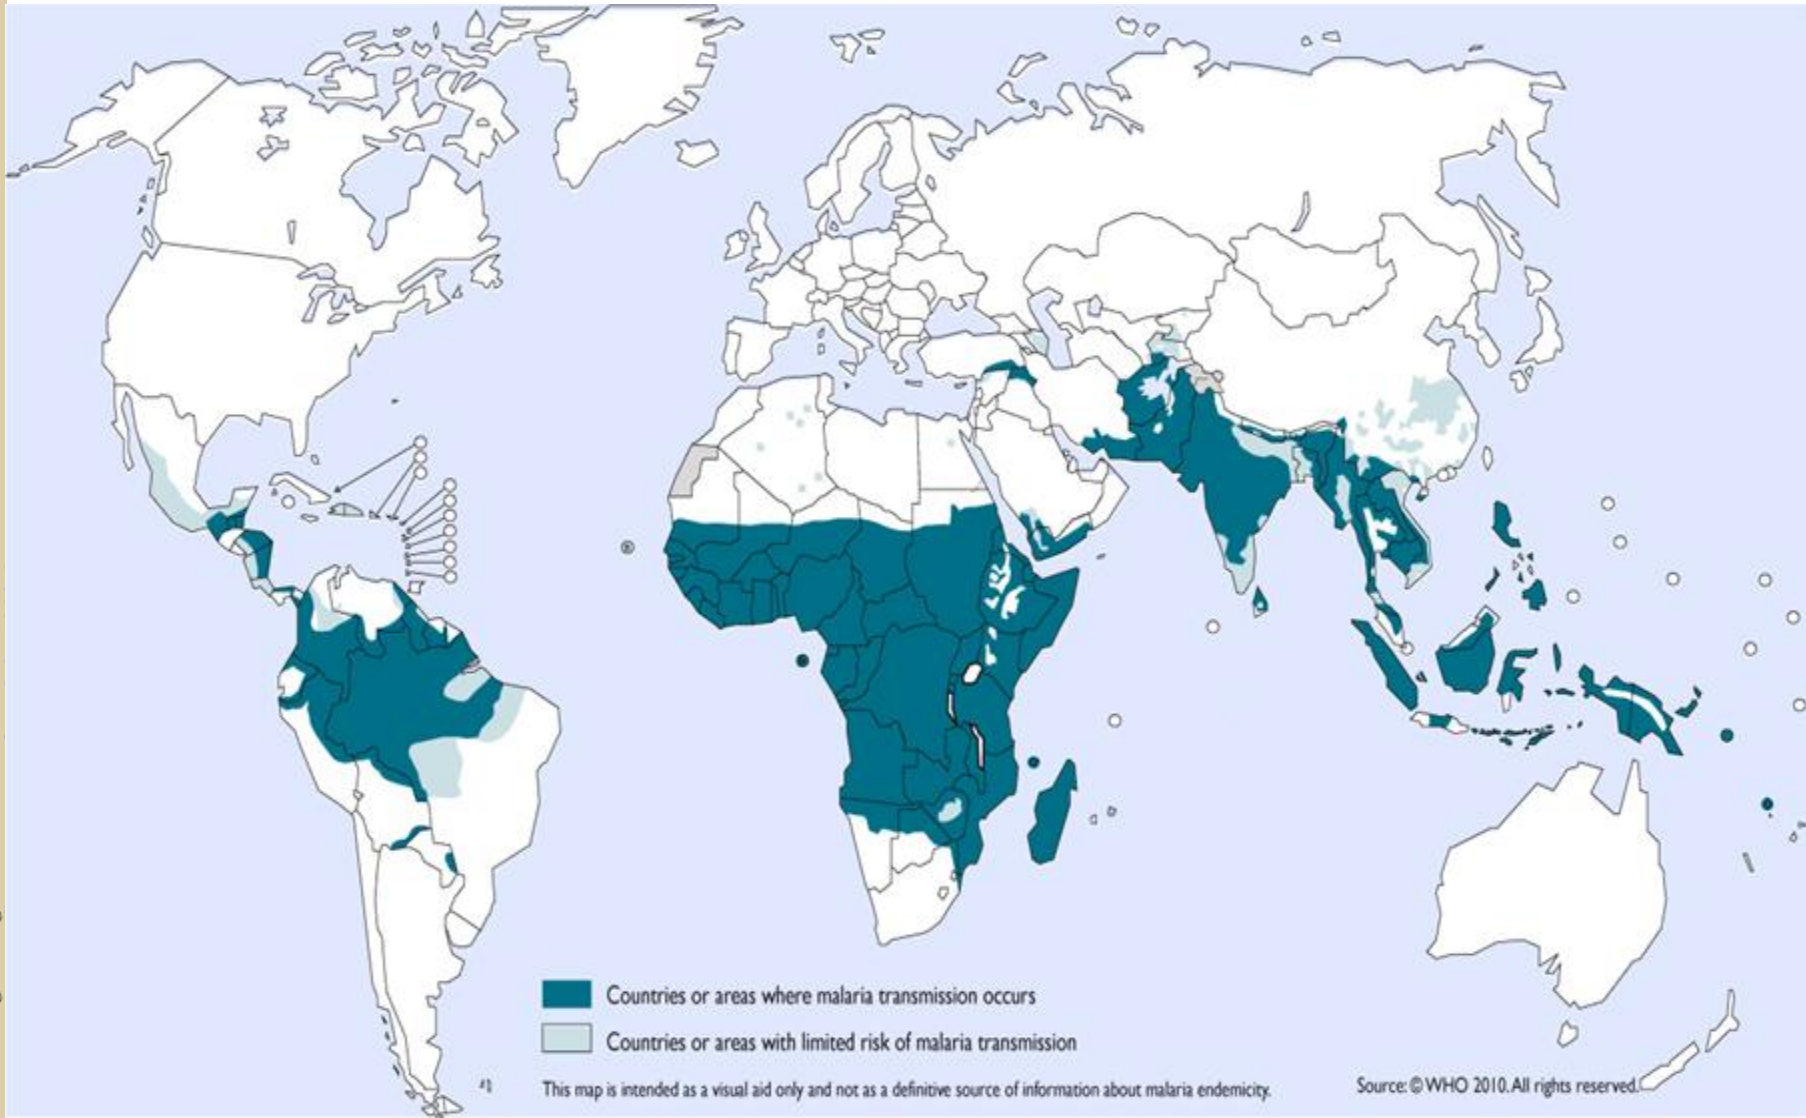 Countries or areas where malaria transmission occurs
Countries or areas with limited risk of malaria transmission
This map is intended as a visual aid only and not as a definitive source of information about malaria endemicity.
Source: © WHO 2010. All rights reserved.